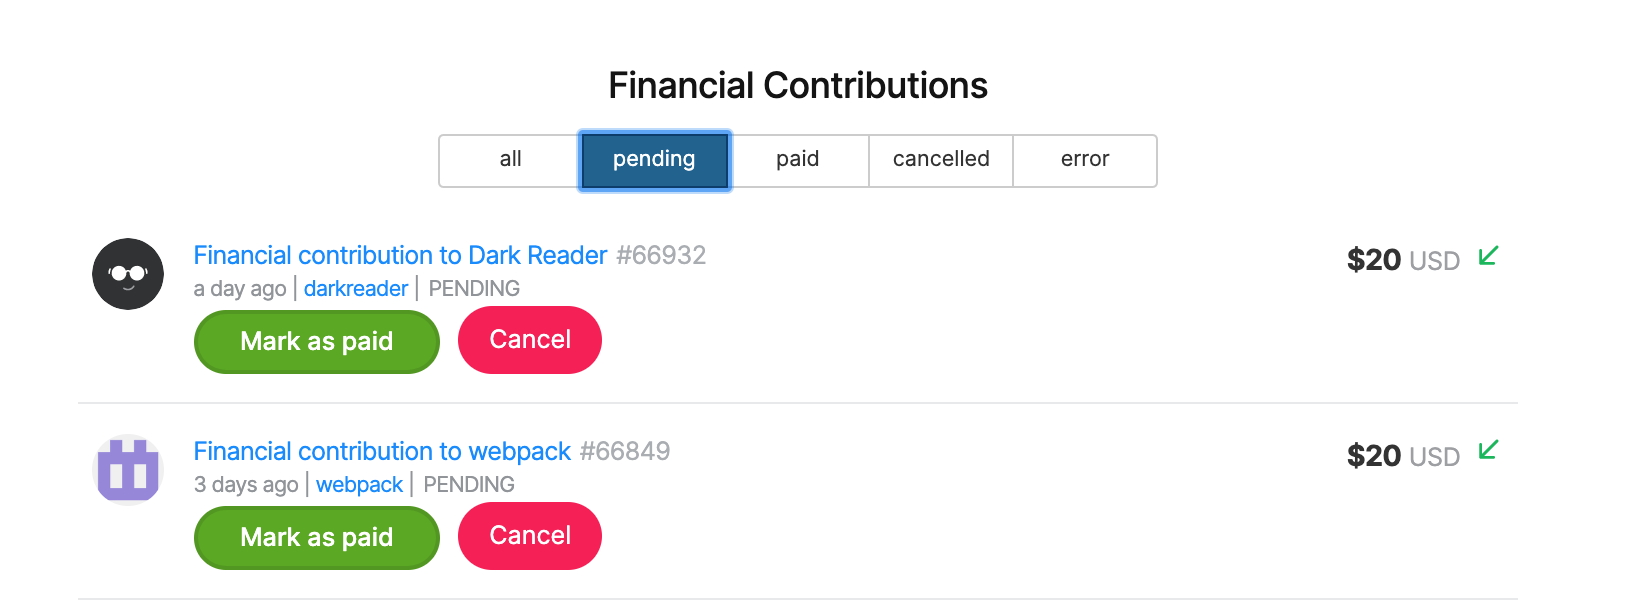 Financial Contributions
all pending paid cancelled error
Financial contribution to Dark Reader #66932 $20 USD
a day ago | darkreader | PENDING
Mark as paid Cancel
Financial contribution to webpack #66849 $20 USD
3 days ago | webpack | PENDING
Mark as paid Cancel